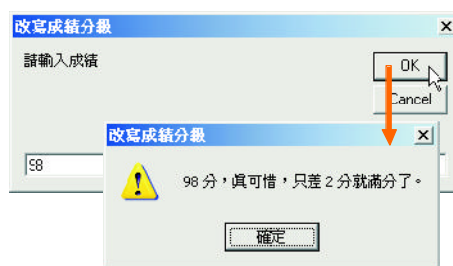 改寫成績分級
請輸入成績
OK
Cancel
98
改寫成績分級
98 分，真可惜，只差 2 分就滿分了。
確定